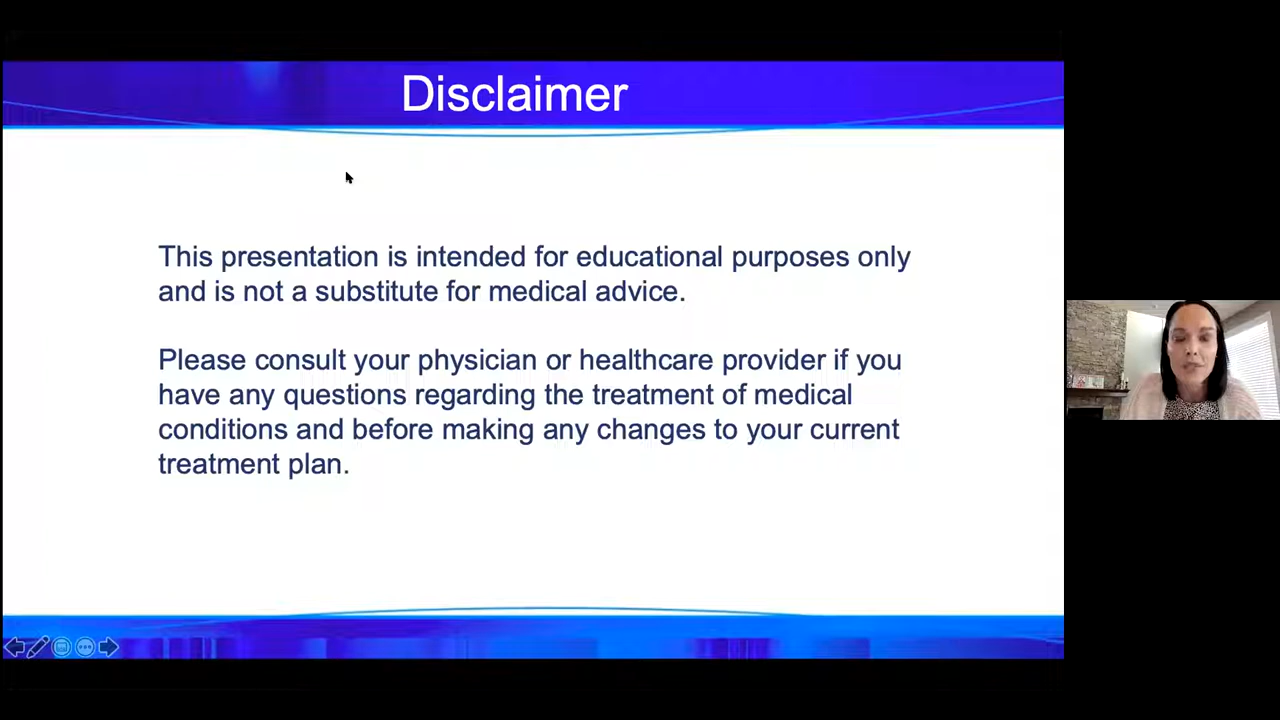 Disclaimer
This presentation is intended for educational purposes only
and is not a substitute for medical advice.
Please consult your physician or healthcare provider if you
have any questions regarding the treatment of medical
conditions and before making any changes to your current
treatment plan.